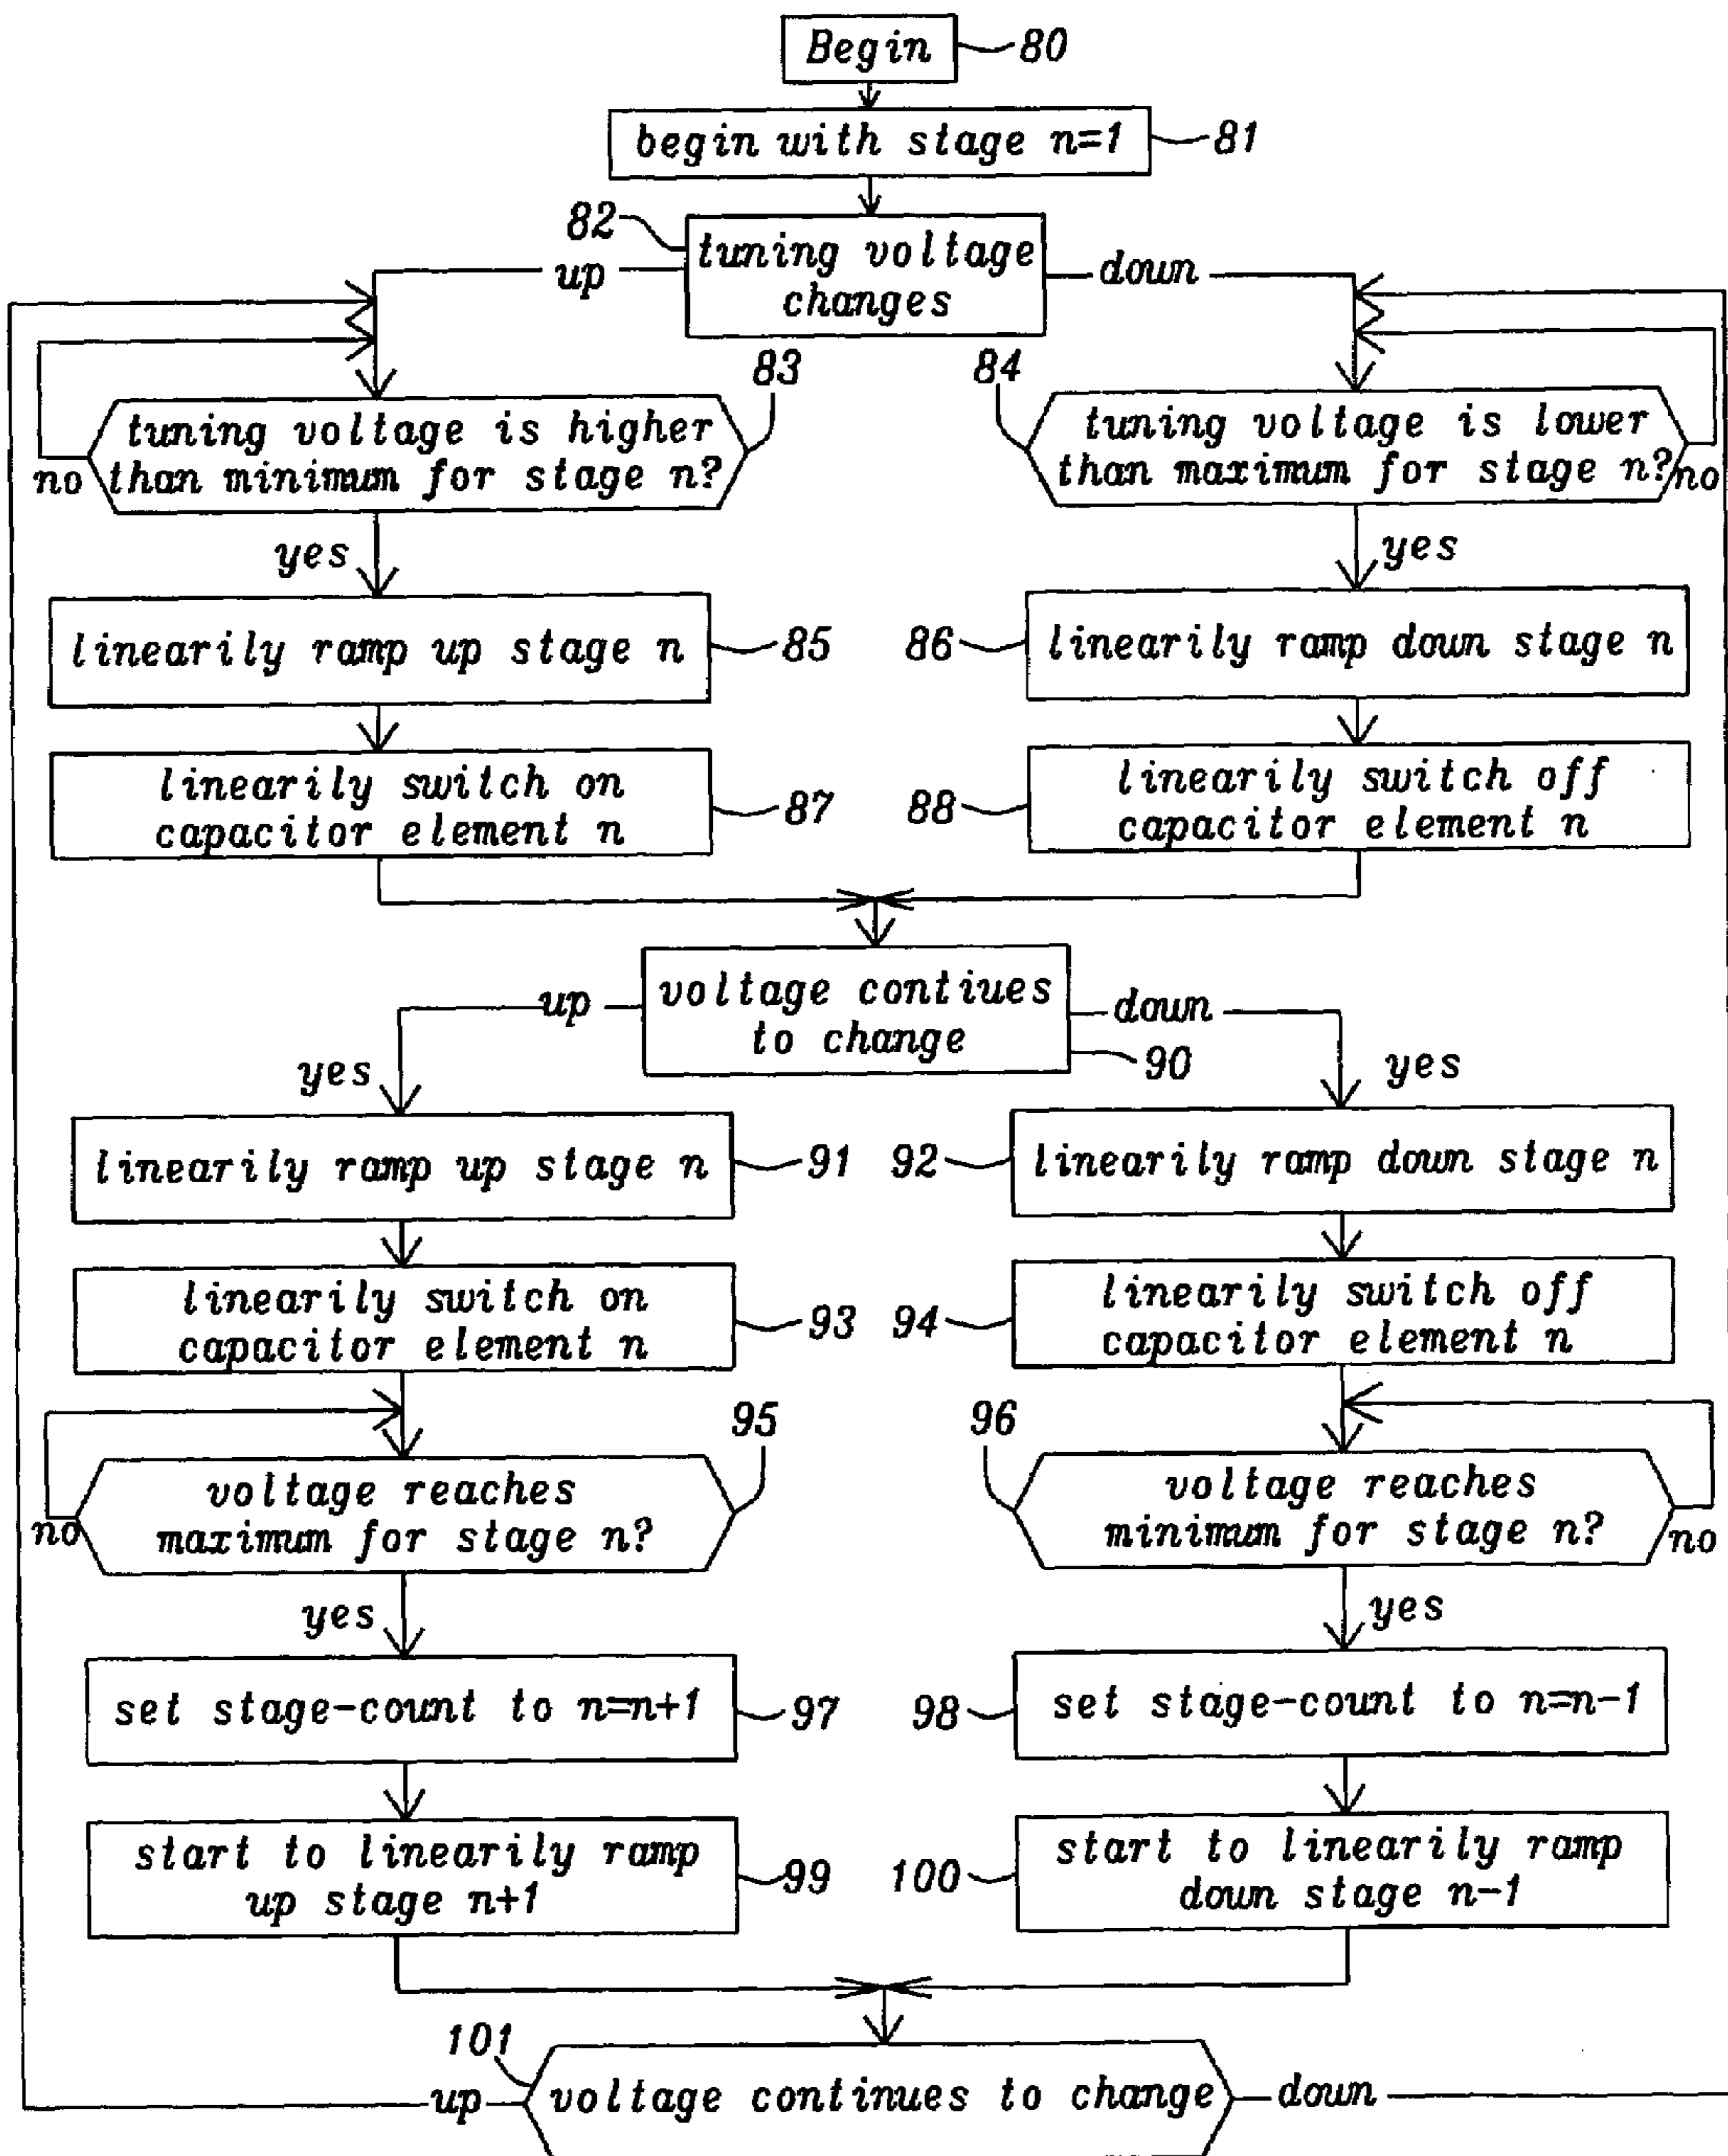 Begin
80
begin with stage n=1
81
82
up
tuning voltage
changes
down
83
84
tuning voltage is higher
than minimum for stage n?
no
tuning voltage is lower
than maximum for stage n?
no
yes
yes
linearily ramp up stage n
85
86
linearily ramp down stage n
linearily switch on
capacitor element n
87
88
linearily switch off
capacitor element n
up
voltage contiues
to change
down
90
yes
yes
linearily ramp up stage n
91
92
linearily ramp down stage n
linearily switch on
capacitor element n
93
94
linearily switch off
capacitor element n
95
96
voltage reaches
maximum for stage n?
no
voltage reaches
minimum for stage n?
no
yes
yes
set stage-count to n=n+1
97
98
set stage-count to n=n-1
start to linearily ramp
up stage n+1
99
100
start to linearily ramp
down stage n-1
101
up
voltage continues to change
down